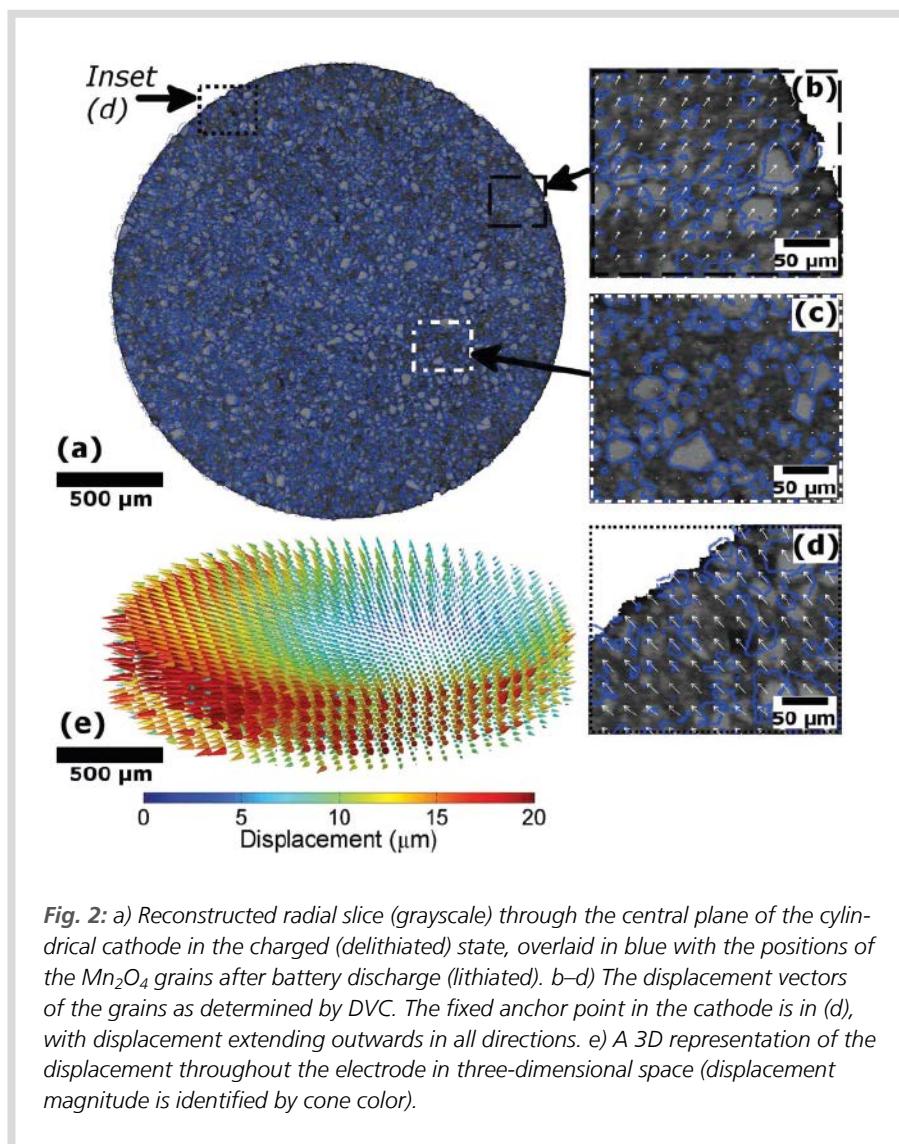 Inset
(d)
(b)
50 μm
(c)
50 μm
(a)
500 μm
(d)
50 μm
(e)
500 μm
0 5 10 15 20
Displacement (μm)
Fig. 2: a) Reconstructed radial slice (grayscale) through the central plane of the cylin-
drical cathode in the charged (delithiated) state, overlaid in blue with the positions of
the Mn₂O₄ grains after battery discharge (lithiated). b–d) The displacement vectors
of the grains as determined by DVC. The fixed anchor point in the cathode is in (d),
with displacement extending outwards in all directions. e) A 3D representation of the
displacement throughout the electrode in three-dimensional space (displacement
magnitude is identified by cone color).